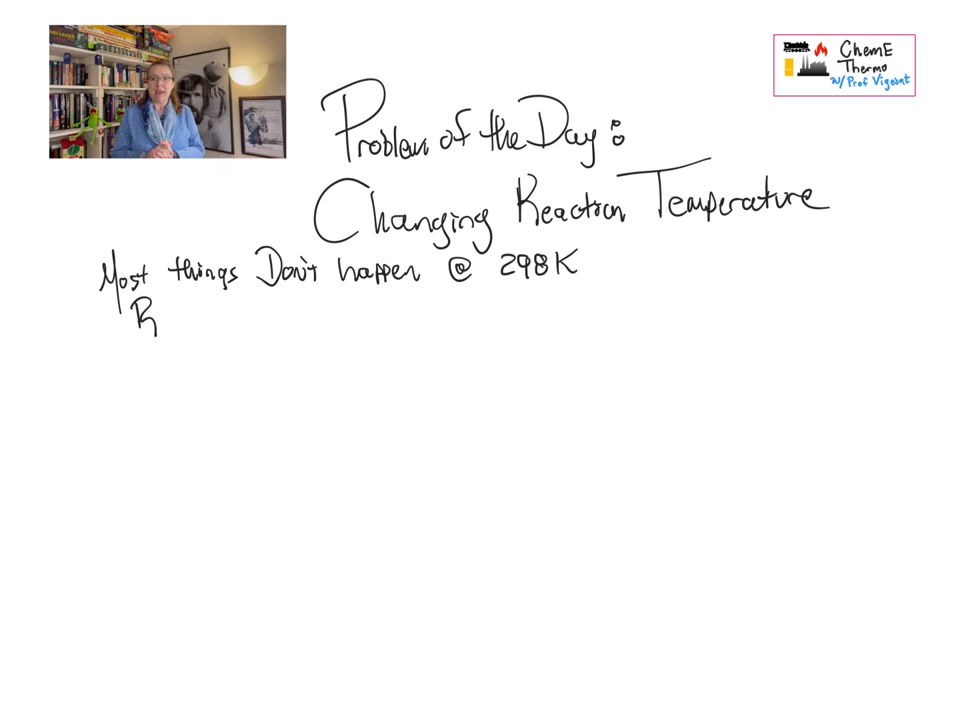 ChemE
Thermo
w/ Prof Vigeant
Problem of the Day:
Changing Reaction Temperature
Most things Don't happen @ 298K
R